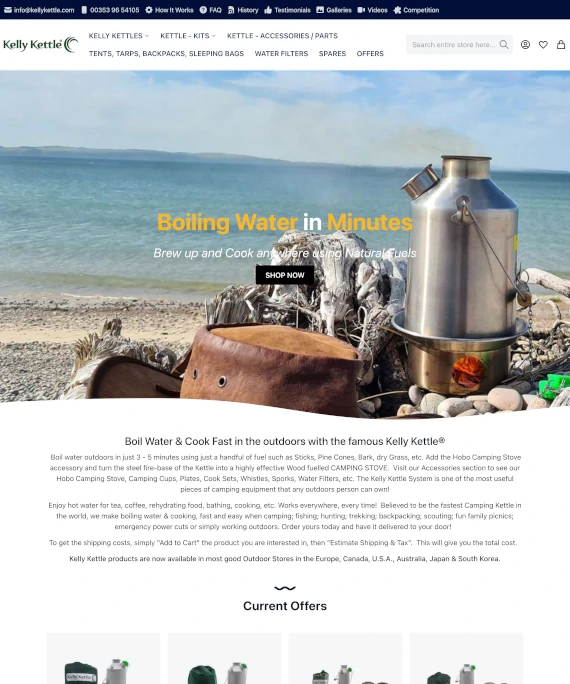 info@kellykettle.com 00353 96 54105 How It Works FAQ History Testimonials Galleries Videos Competition
Kelly Kettle®
KELLY KETTLES KETTLE - KITS KETTLE - ACCESSORIES / PARTS
TENTS, TARPS, BACKPACKS, SLEEPING BAGS WATER FILTERS SPARES OFFERS
Search entire store here...
Boiling Water in Minutes
Brew up and Cook anywhere using Natural Fuels
SHOP NOW
Boil Water & Cook Fast in the outdoors with the famous Kelly Kettle®
Boil water outdoors in just 3 - 5 minutes using just a handful of fuel such as Sticks, Pine Cones, Bark, dry Grass, etc. Add the Hobo Camping Stove
accessory and turn the steel fire-base of the Kettle into a highly effective Wood fuelled CAMPING STOVE. Visit our Accessories section to see our
Hobo Camping Stove, Camping Cups, Plates, Cook Sets, Whistles, Sporks, Water Filters, etc. The Kelly Kettle System is one of the most useful
pieces of camping equipment that any outdoors person can own!
Enjoy hot water for tea, coffee, rehydrating food, bathing, cooking, etc. Works everywhere, every time! Believed to be the fastest Camping Kettle in
the world, we make boiling water & cooking, fast and easy when camping; fishing; hunting; trekking; backpacking; scouting; fun family picnics;
emergency power cuts or simply working outdoors. Order yours today and have it delivered to your door!
To get the shipping costs, simply "Add to Cart" the product you are interested in, then "Estimate Shipping & Tax". This will give you the total cost.
Kelly Kettle products are now available in most good Outdoor Stores in the Europe, Canada, U.S.A., Australia, Japan & South Korea.
Current Offers
Kelly Kettle